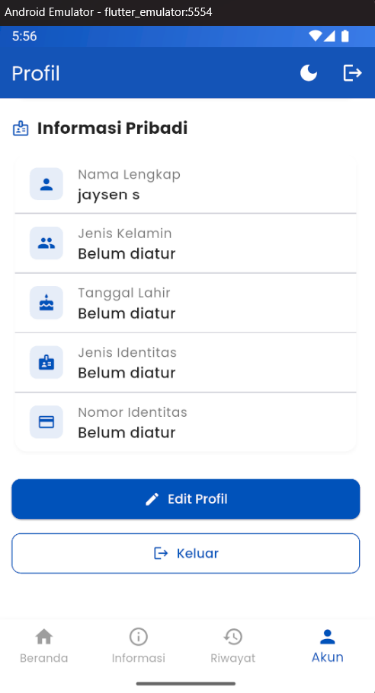 Android Emulator - flutter_emulator:5554
5:56
Profil
Informasi Pribadi
Nama Lengkap
jaysen s
Jenis Kelamin
Belum diatur
Tanggal Lahir
Belum diatur
Jenis Identitas
Belum diatur
Nomor Identitas
Belum diatur
Edit Profil
Keluar
Beranda
Informasi
Riwayat
Akun